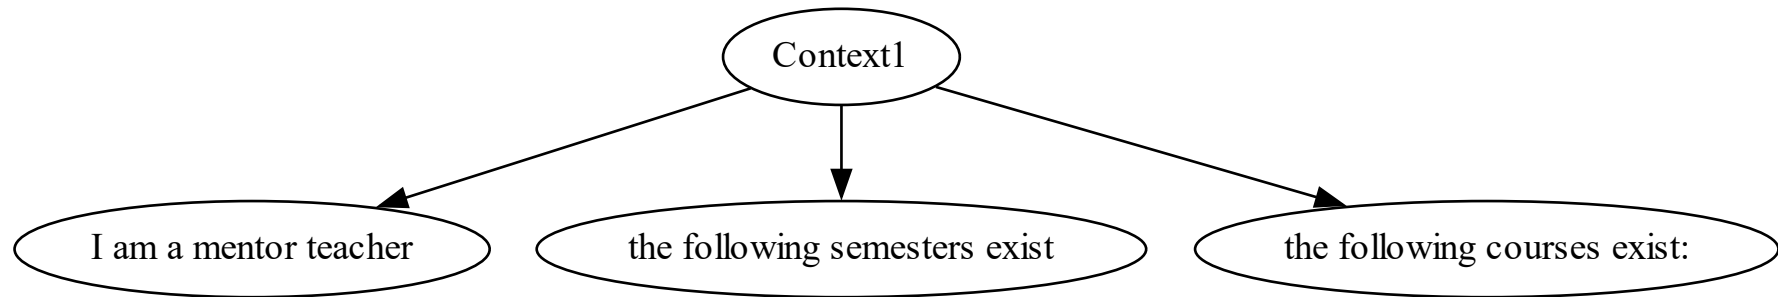 Context1
I am a mentor teacher
the following semesters exist
the following courses exist: